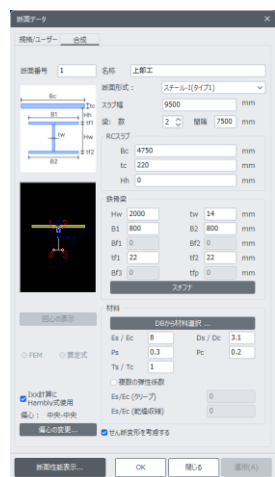 断面データ
規格/ユーザー 合成
断面番号 1 名称 上部工
断面形式： スチール-I(タイプ1)
スラブ幅 9500 mm
梁： 数 2 間隔 7500 mm
RCスラブ
Bc 4750 mm
tc 220 mm
Hh 0 mm
鉄骨梁
Hw 2000 tw 14 mm
B1 800 B2 800 mm
Bf1 0 Bf2 0 mm
tf1 22 tf2 22 mm
Bf3 0 tfp 0 mm
スチフナ
材料
DBから材料選択 ...
Es / Ec 8 Ds / Dc 3.1
Ps 0.3 Pc 0.2
Ts / Tc 1
複数の弾性係数
Es/Ec (クリープ) 0
Es/Ec (乾燥収縮) 0
せん断変形を考慮する
Bc
tc
B1
Hh
tf1
tw
Hw
tf2
B2
図心の表示
FEM 算定式
Ixx計算に
Hambly式使用
偏心： 中央-中央
偏心の変更...
断面性能表示... OK 閉じる 適用(A)